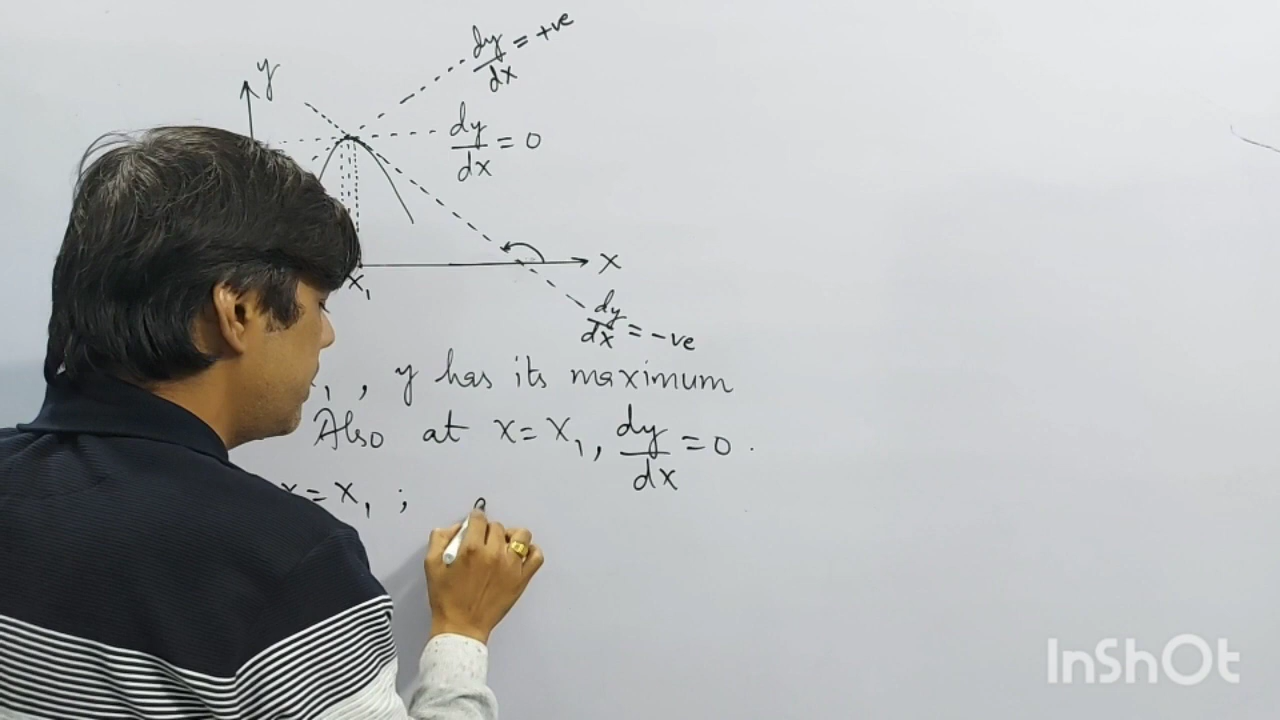 y
dy/dx = +ve
dy/dx = 0
x
x₁
dy/dx = -ve
₁ , y has its maximum
Also at x = x₁, dy/dx = 0 .
x = x₁ ;
InShOt